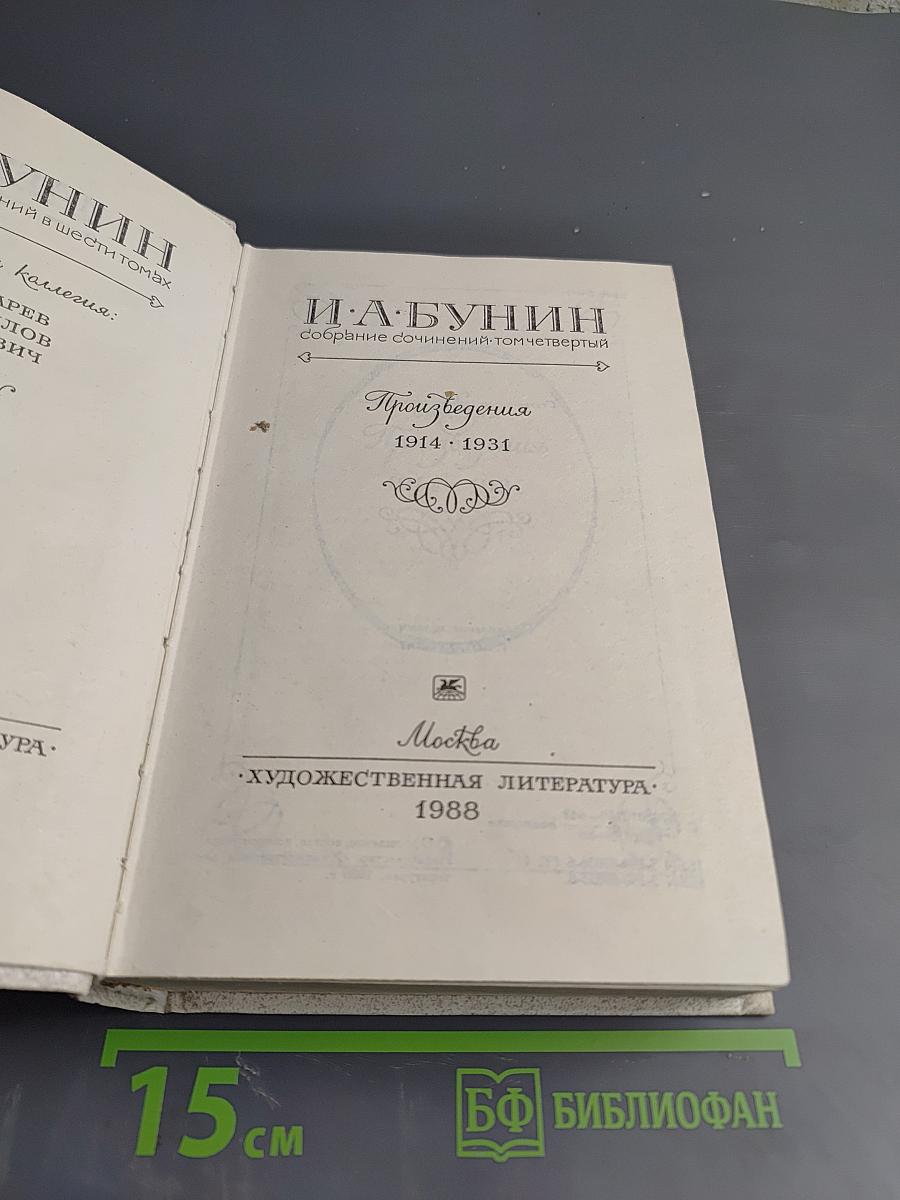 УНИН
ний в шести томах
коллегия:
АРЕВ
ЛОВ
ВИЧ
УРА·
И·А·БУНИН
собрание сочинений·том четвертый
Произведения
1914·1931
Москва
·ХУДОЖЕСТВЕННАЯ ЛИТЕРАТУРА·
1988
15 см
БФ БИБЛИОФАН